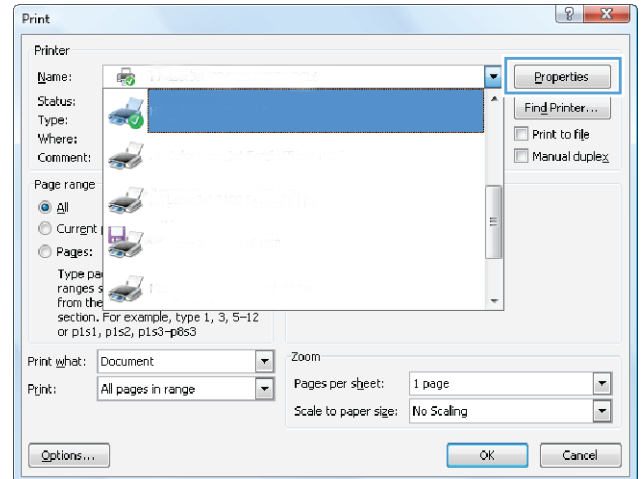 Print
Printer
Name:
Properties
Status:
Find Printer...
Type:
Where:
Print to file
Comment:
Manual duplex
Page range
All
Current
Pages:
Type
ranges
from the
section. For example, type 1, 3, 5–12
or p1s1, p1s2, p1s3–p8s3
Print what: Document
Print: All pages in range
Zoom
Pages per sheet: 1 page
Scale to paper size: No Scaling
Options...
OK
Cancel